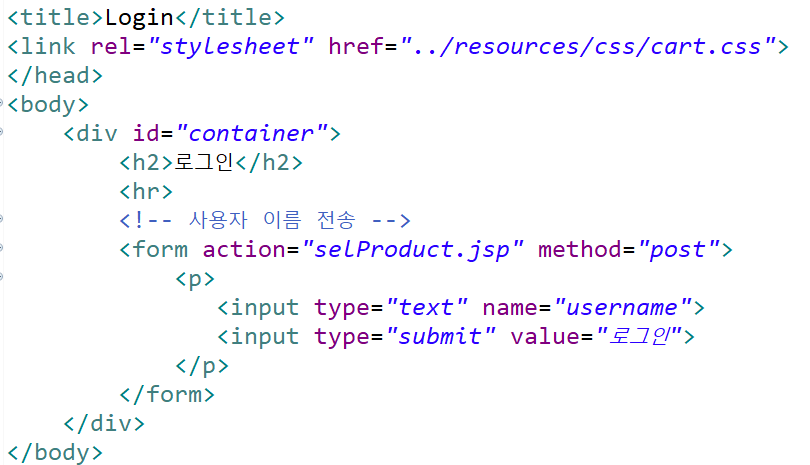 <title>Login</title>
<link rel="stylesheet" href="../resources/css/cart.css">
</head>
<body>
<div id="container">
<h2>로그인</h2>
<hr>
<!-- 사용자 이름 전송 -->
<form action="selProduct.jsp" method="post">
<p>
<input type="text" name="username">
<input type="submit" value="로그인">
</p>
</form>
</div>
</body>